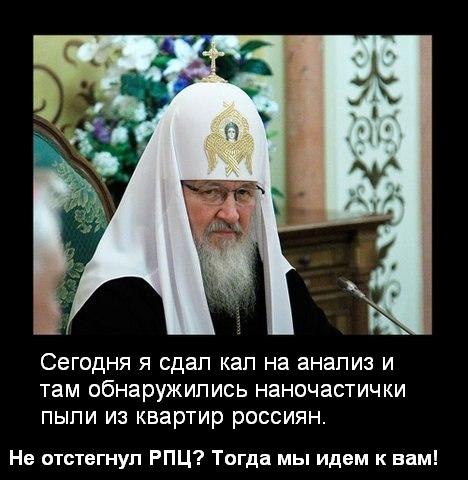 Сегодня я сдал кал на анализ и
там обнаружились наночастички
пыли из квартир россиян.
Не отстегнул РПЦ? Тогда мы идем к вам!